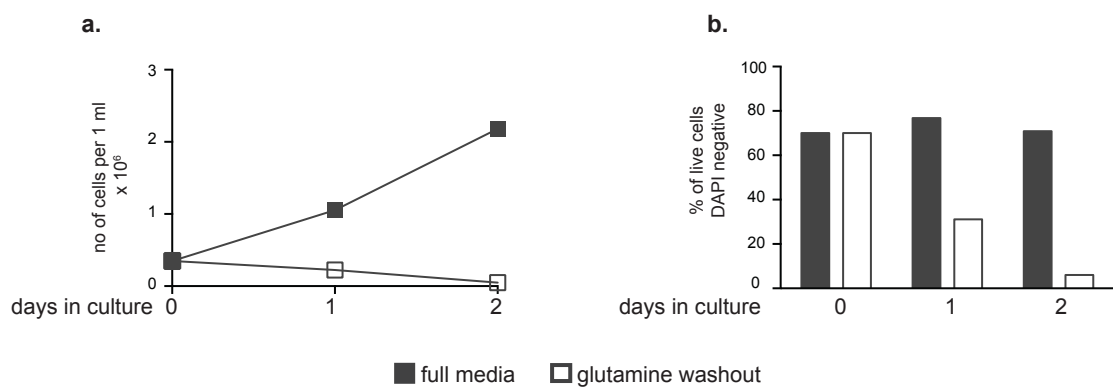 a.
no of cells per 1 ml
x 10⁶
3
2
1
0
days in culture 0 1 2
b.
% of live cells
DAPI negative
100
80
60
40
20
0
days in culture 0 1 2
full media glutamine washout